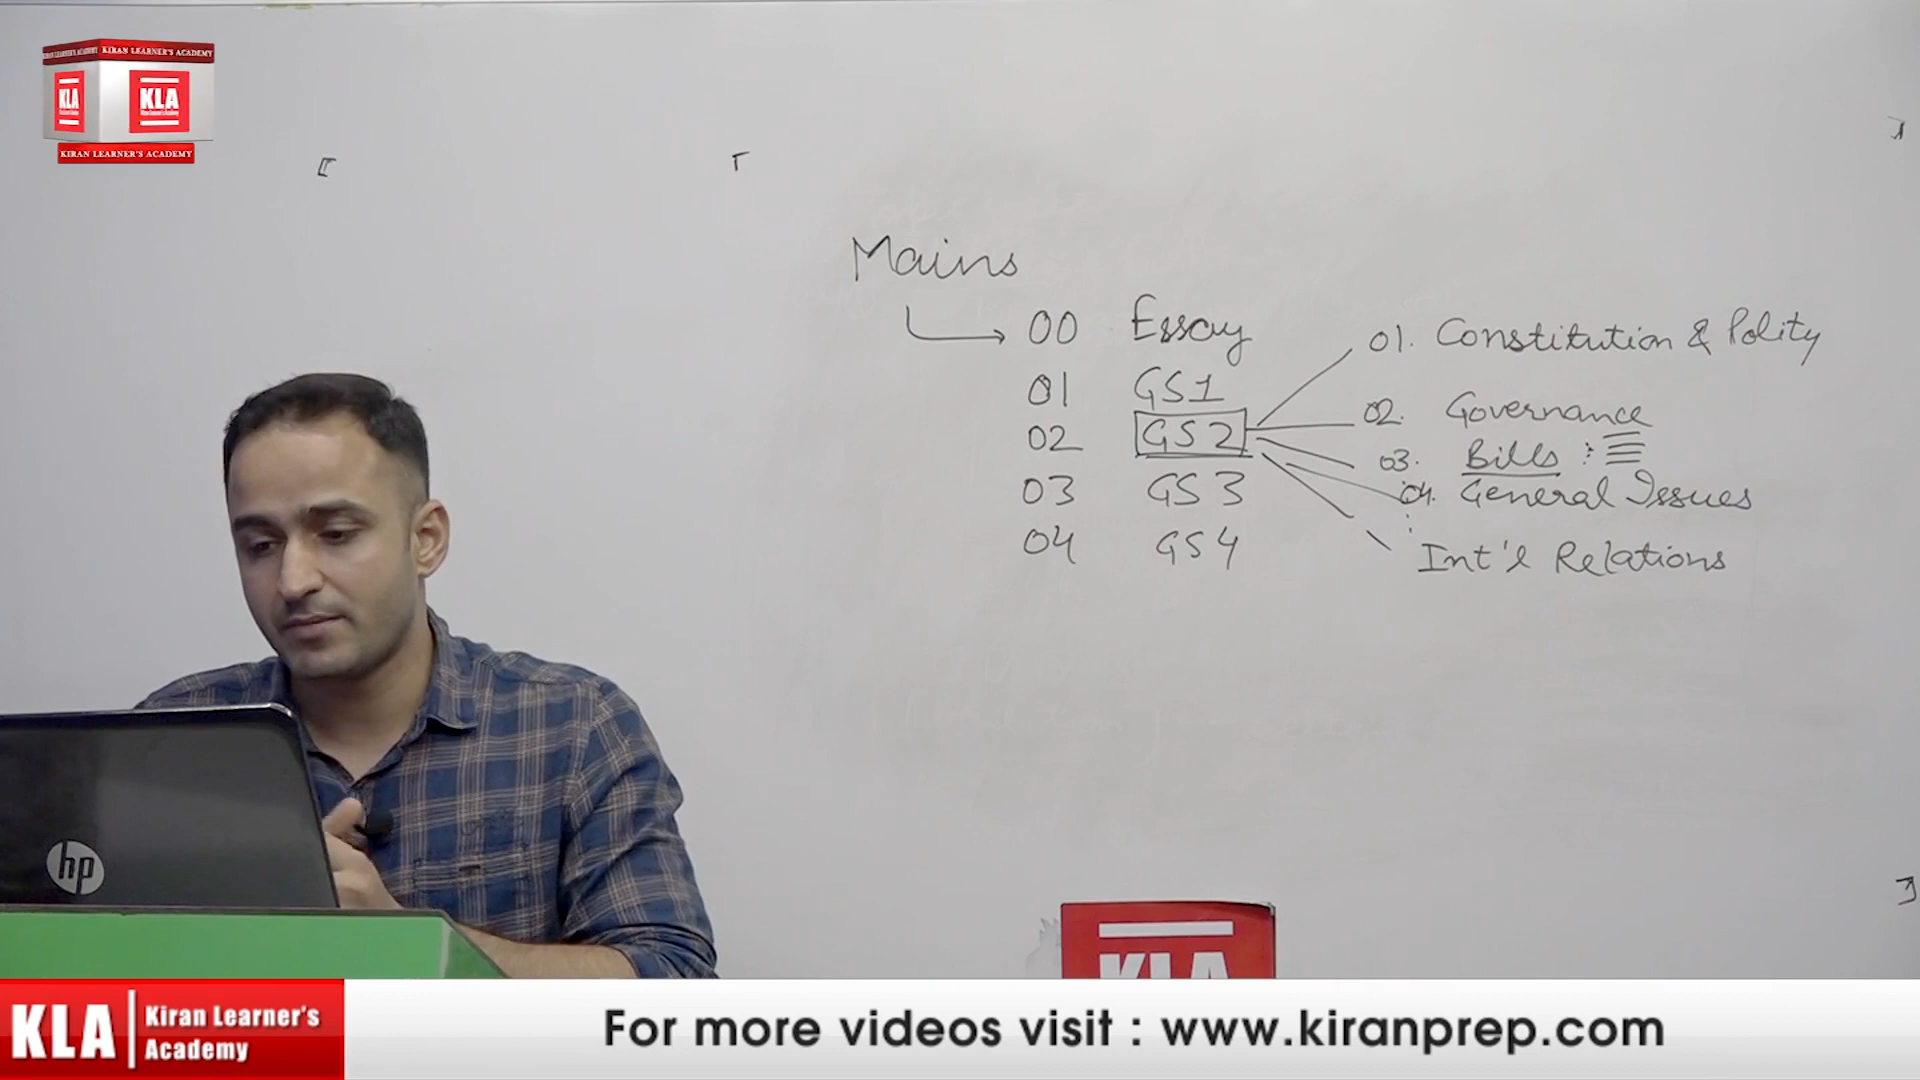 KIRAN LEARNER'S ACADEMY
KLA
KLA
KIRAN LEARNER'S ACADEMY
Mains
00 Essay
01 GS1
02 GS2
03 GS3
04 GS4
01. Constitution & Polity
02. Governance
03. Bills
04. General Issues
Int'l Relations
hp
KLA
KLA
Kiran Learner's
Academy
For more videos visit : www.kiranprep.com